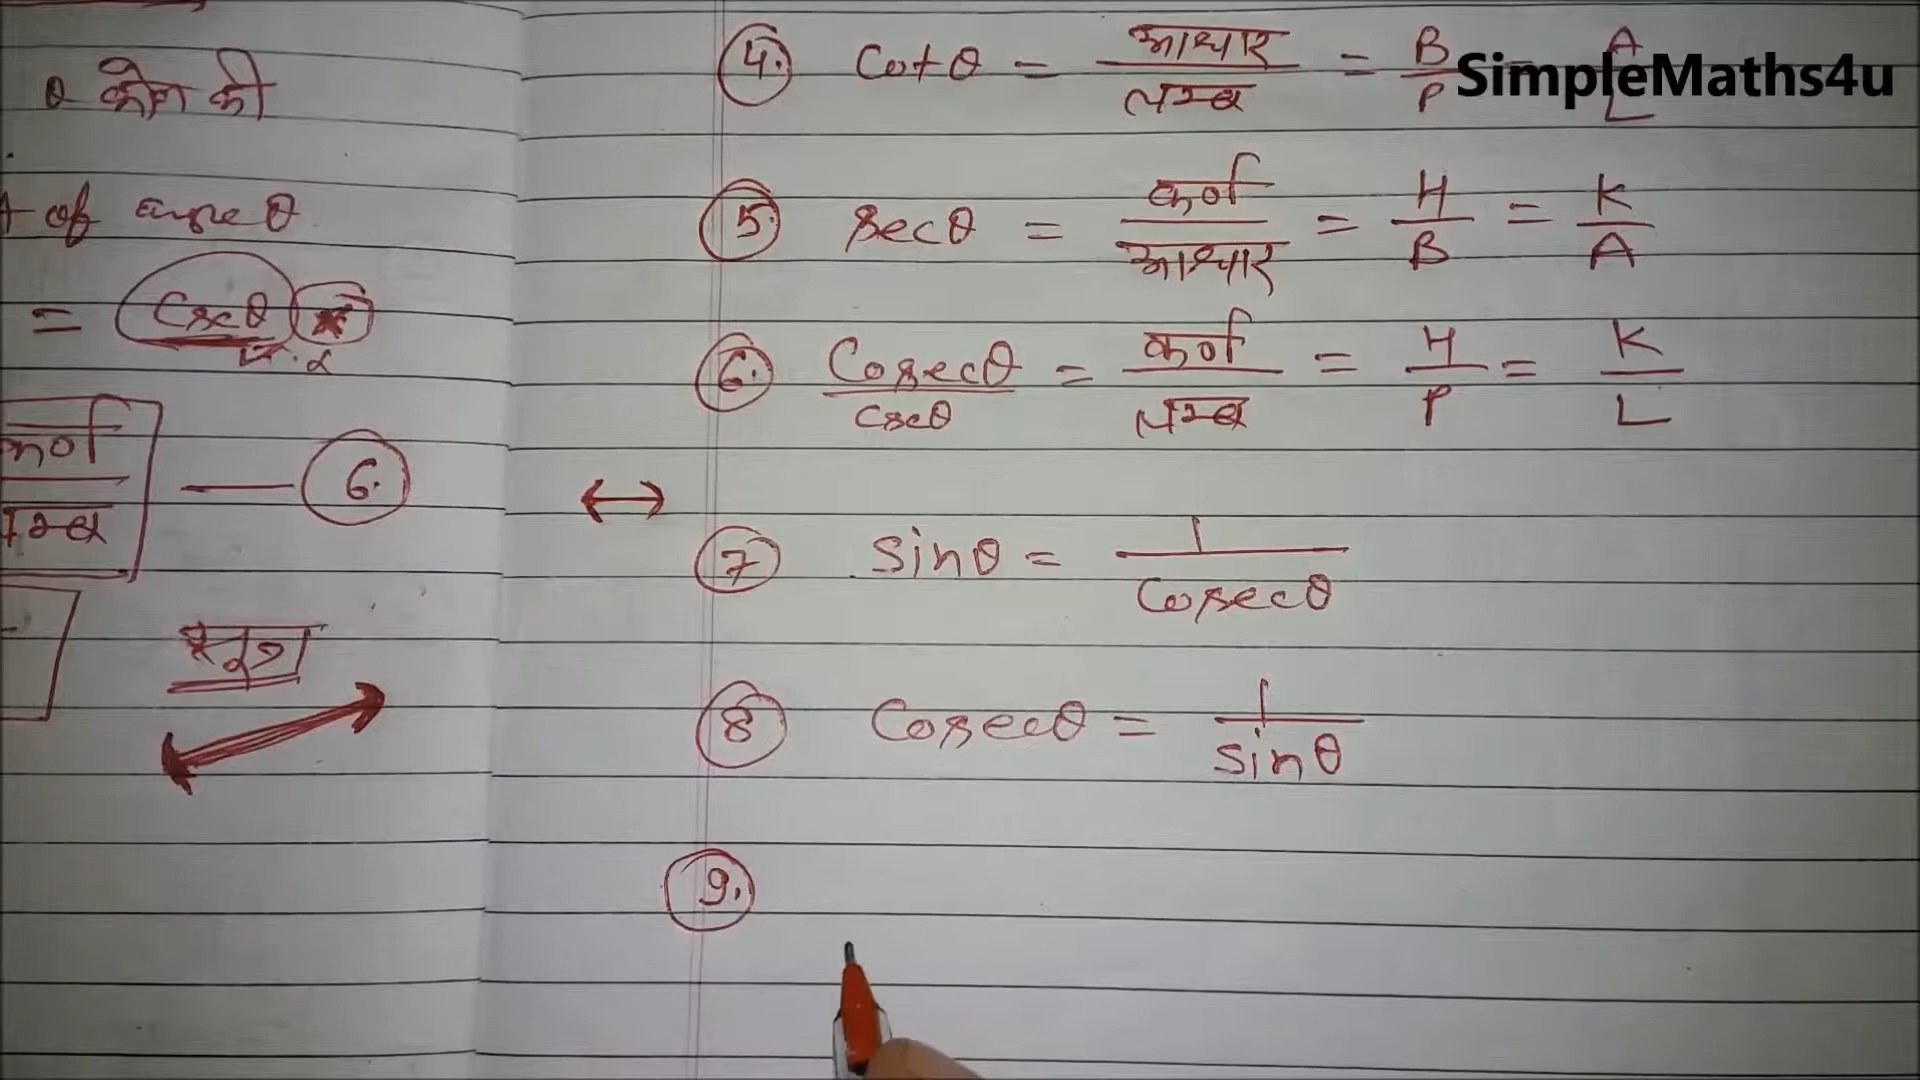 θ कोण की
of angle θ
= Cscθ
कर्ण
लम्ब
6.
सूत्र
4. Cotθ = आधार / लम्ब = B / P = A / L
SimpleMaths4u
5 secθ = कर्ण / आधार = H / B = K / A
6. Cosecθ / cscθ = कर्ण / लम्ब = H / P = K / L
7 sinθ = 1 / Cosecθ
8 Cosecθ = 1 / sinθ
9.